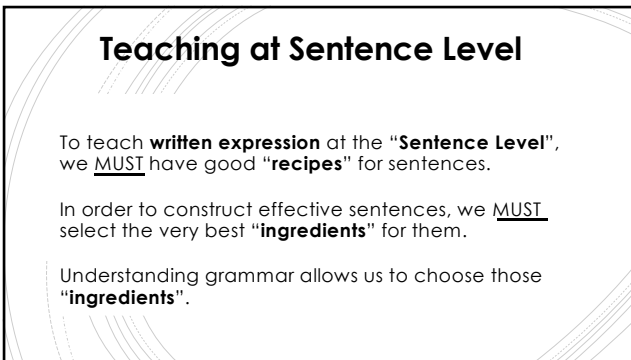 Teaching at Sentence Level
To teach written expression at the “Sentence Level”,
we MUST have good “recipes” for sentences.
In order to construct effective sentences, we MUST
select the very best “ingredients” for them.
Understanding grammar allows us to choose those
“ingredients”.